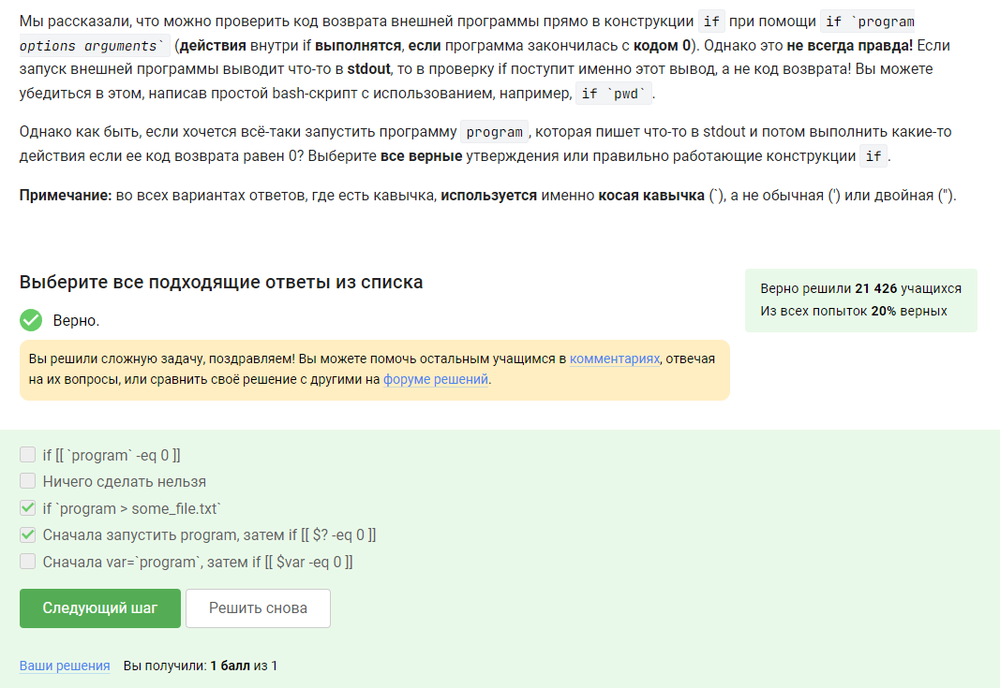 Мы рассказали, что можно проверить код возврата внешней программы прямо в конструкции if при помощи if `program
options arguments` (действия внутри if выполнятся, если программа закончилась с кодом 0). Однако это не всегда правда! Если
запуск внешней программы выводит что-то в stdout, то в проверку if поступит именно этот вывод, а не код возврата! Вы можете
убедиться в этом, написав простой bash-скрипт с использованием, например, if `pwd`.
Однако как быть, если хочется всё-таки запустить программу program, которая пишет что-то в stdout и потом выполнить какие-то
действия если ее код возврата равен 0? Выберите все верные утверждения или правильно работающие конструкции if.
Примечание: во всех вариантах ответов, где есть кавычка, используется именно косая кавычка (`), а не обычная (') или двойная (").
Выберите все подходящие ответы из списка
Верно решили 21 426 учащихся
Из всех попыток 20% верных
Верно.
Вы решили сложную задачу, поздравляем! Вы можете помочь остальным учащимся в комментариях, отвечая
на их вопросы, или сравнить своё решение с другими на форуме решений.
if [[ `program` -eq 0 ]]
Ничего сделать нельзя
if `program > some_file.txt`
Сначала запустить program, затем if [[ $? -eq 0 ]]
Сначала var=`program`, затем if [[ $var -eq 0 ]]
Следующий шаг
Решить снова
Ваши решения Вы получили: 1 балл из 1